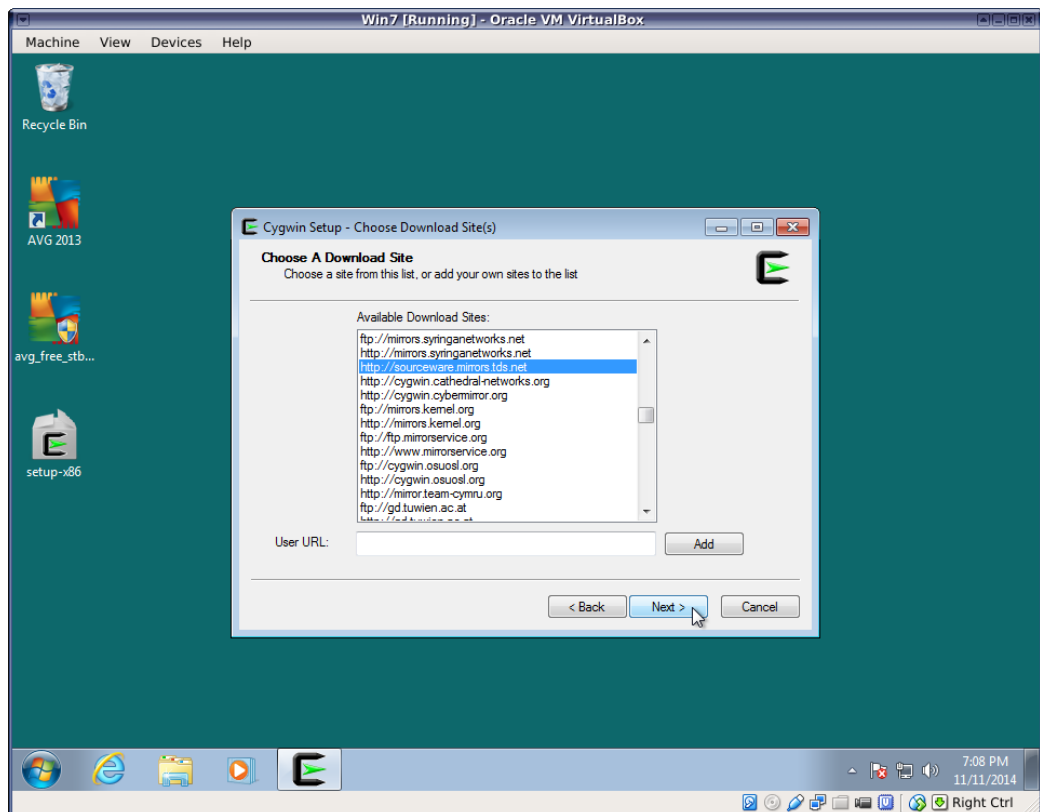 Win7 [Running] - Oracle VM VirtualBox
Machine View Devices Help
Recycle Bin
AVG 2013
avg_free_stb...
setup-x86
Cygwin Setup - Choose Download Site(s)
Choose A Download Site
Choose a site from this list, or add your own sites to the list
Available Download Sites:
ftp://mirrors.syringanetworks.net
http://mirrors.syringanetworks.net
http://sourceware.mirrors.tds.net
http://cygwin.cathedral-networks.org
http://cygwin.cybermirror.org
ftp://mirrors.kernel.org
http://mirrors.kernel.org
ftp://ftp.mirrorservice.org
http://www.mirrorservice.org
ftp://cygwin.osuosl.org
http://cygwin.osuosl.org
http://mirror.team-cymru.org
ftp://gd.tuwien.ac.at
http://gd.tuwien.ac.at
User URL:
Add
< Back Next > Cancel
7:08 PM
11/11/2014
Right Ctrl